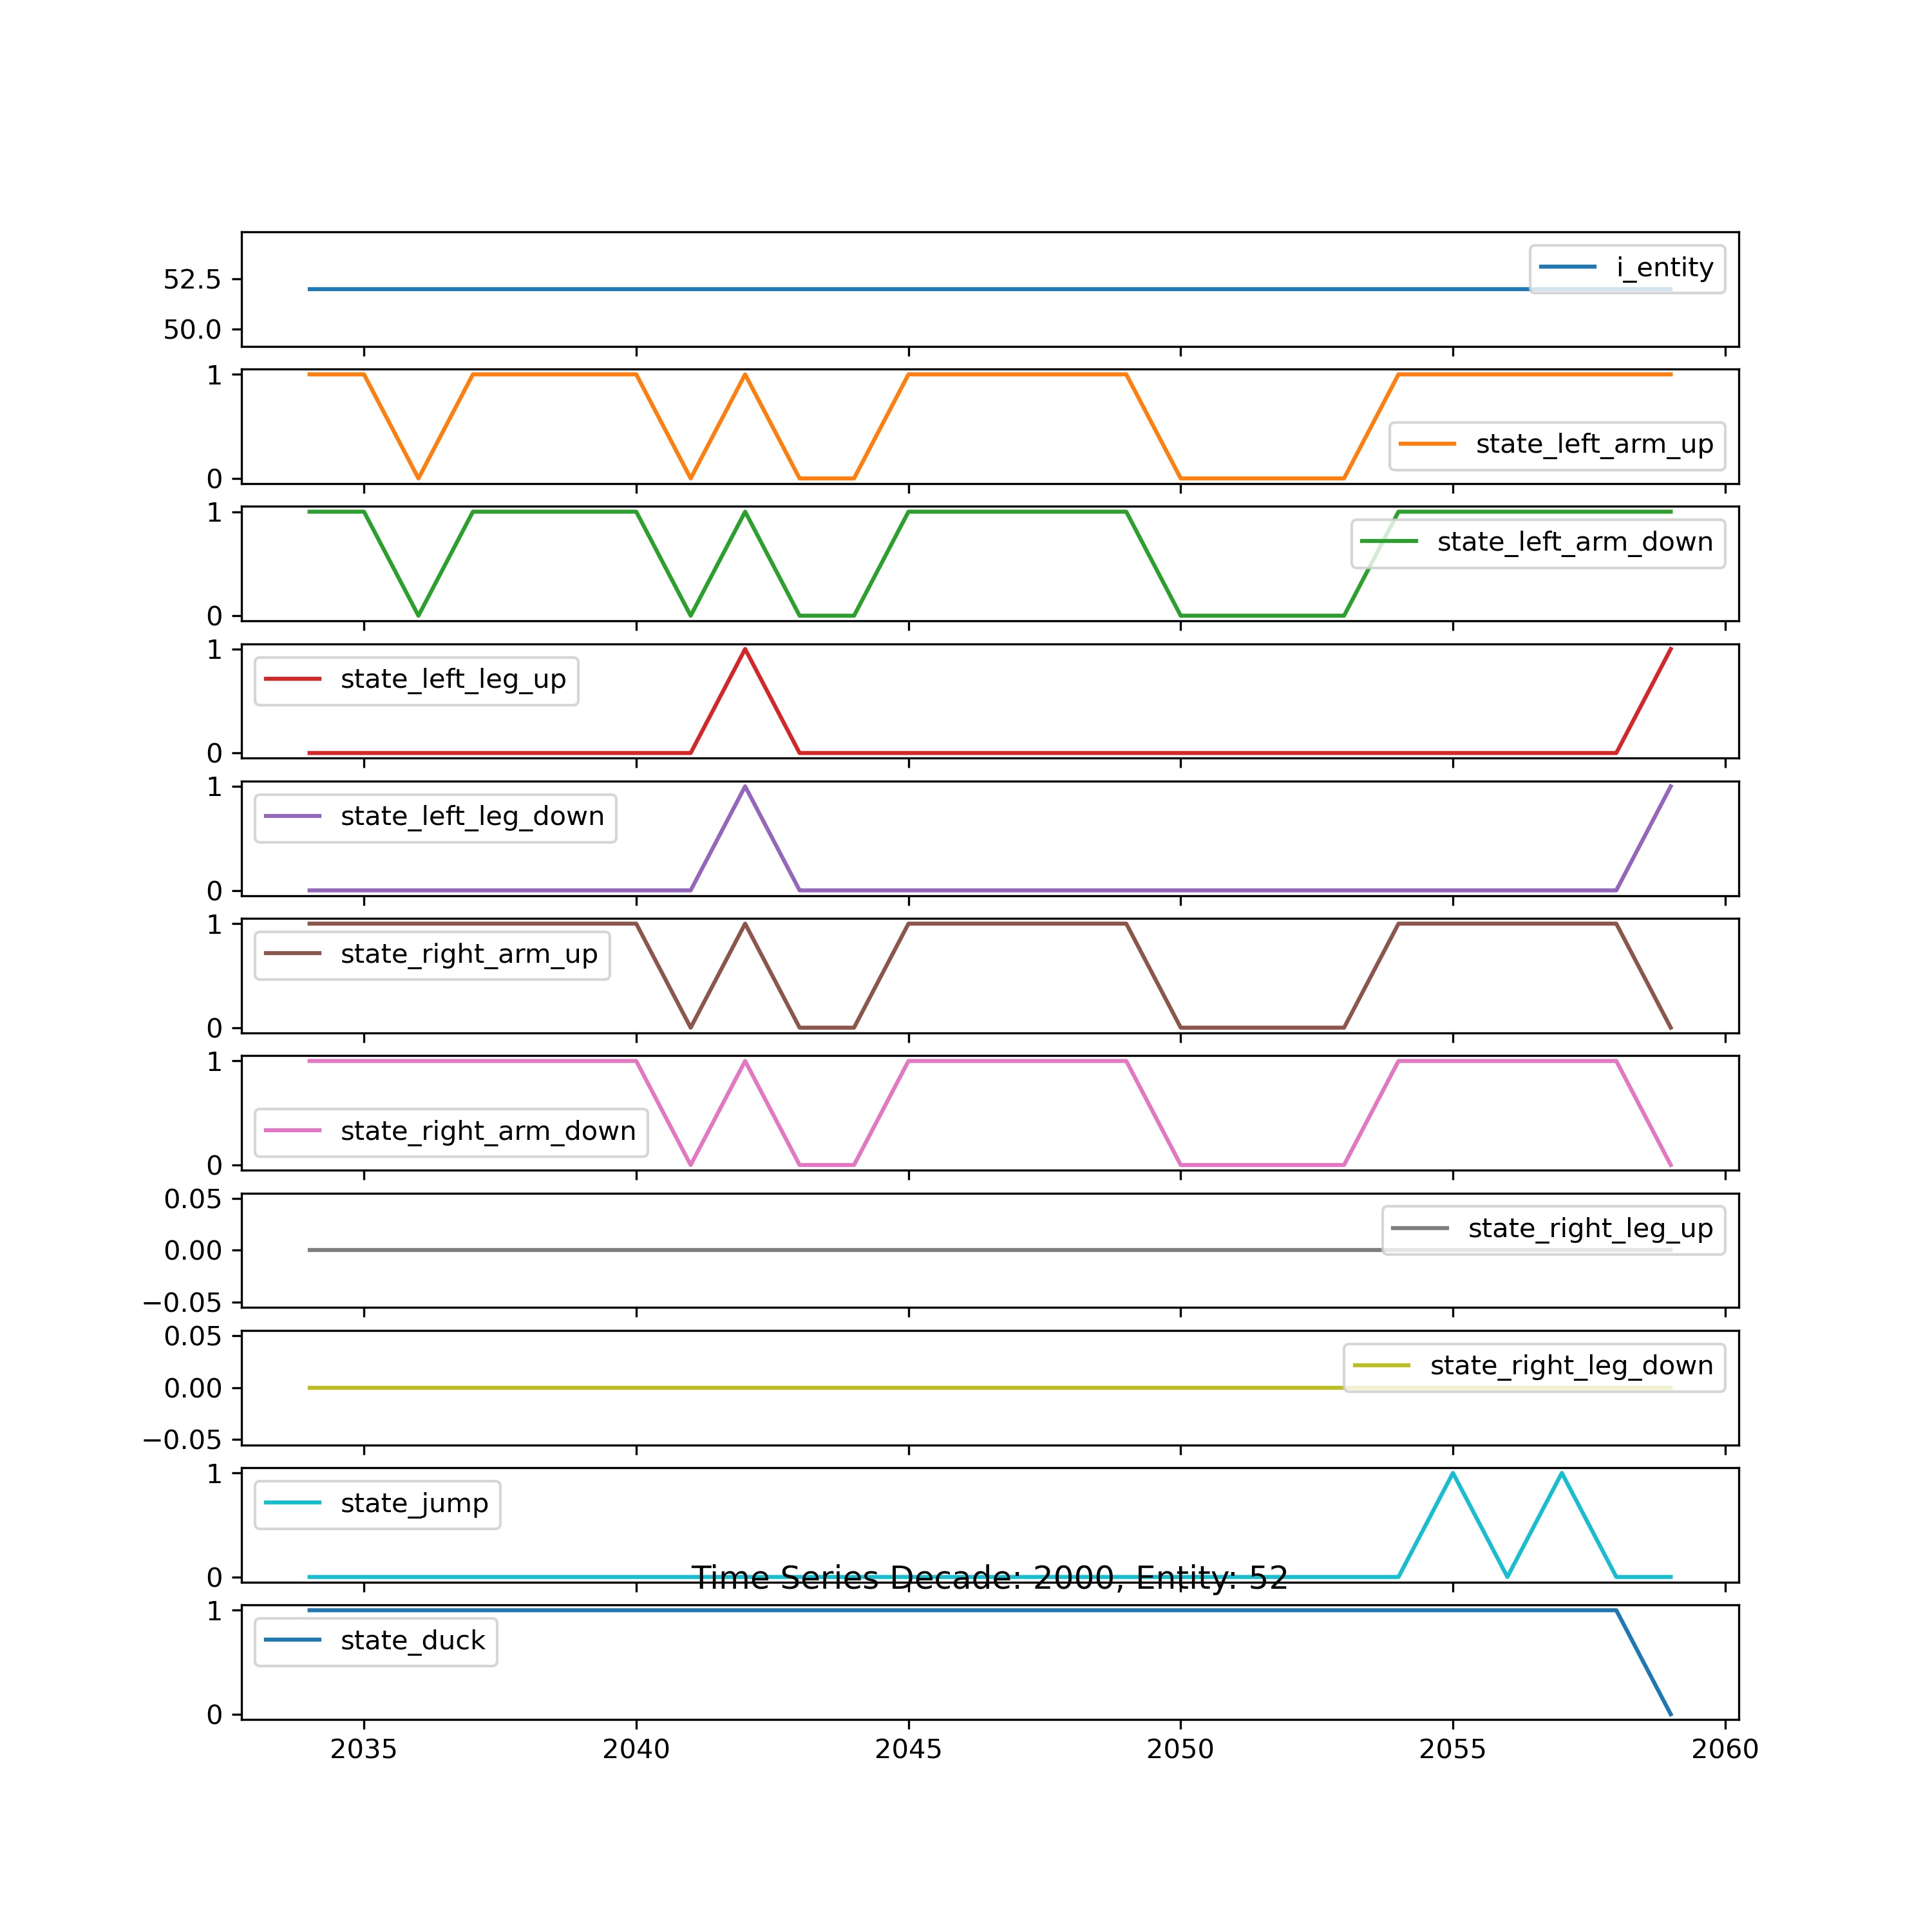 52.5
i_entity
50.0
1
state_left_arm_up
0
1
state_left_arm_down
0
1
state_left_leg_up
0
1
state_left_leg_down
0
1
state_right_arm_up
0
1
state_right_arm_down
0
0.05
state_right_leg_up
0.00
−0.05
0.05
state_right_leg_down
0.00
−0.05
1
state_jump
0
Time Series Decade: 2000, Entity: 52
1
state_duck
0
2035 2040 2045 2050 2055 2060